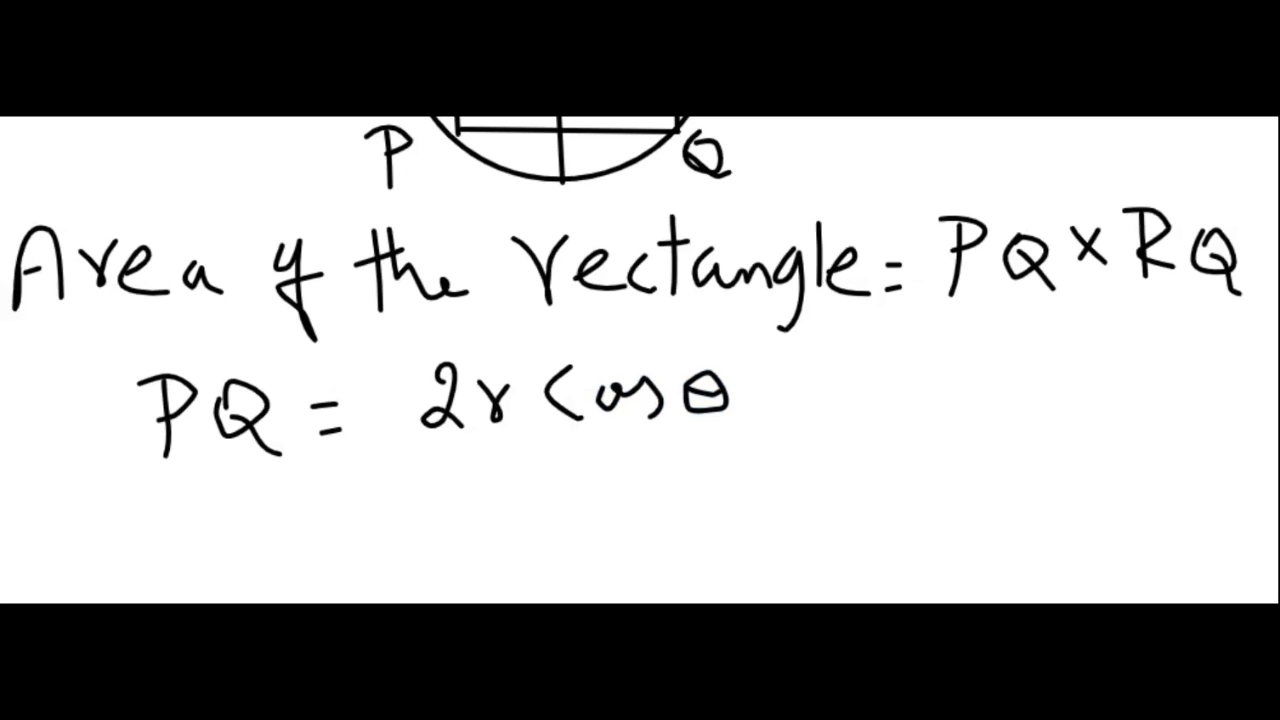 P Q
Area of the rectangle = PQ × RQ
PQ = 2r Cos θ